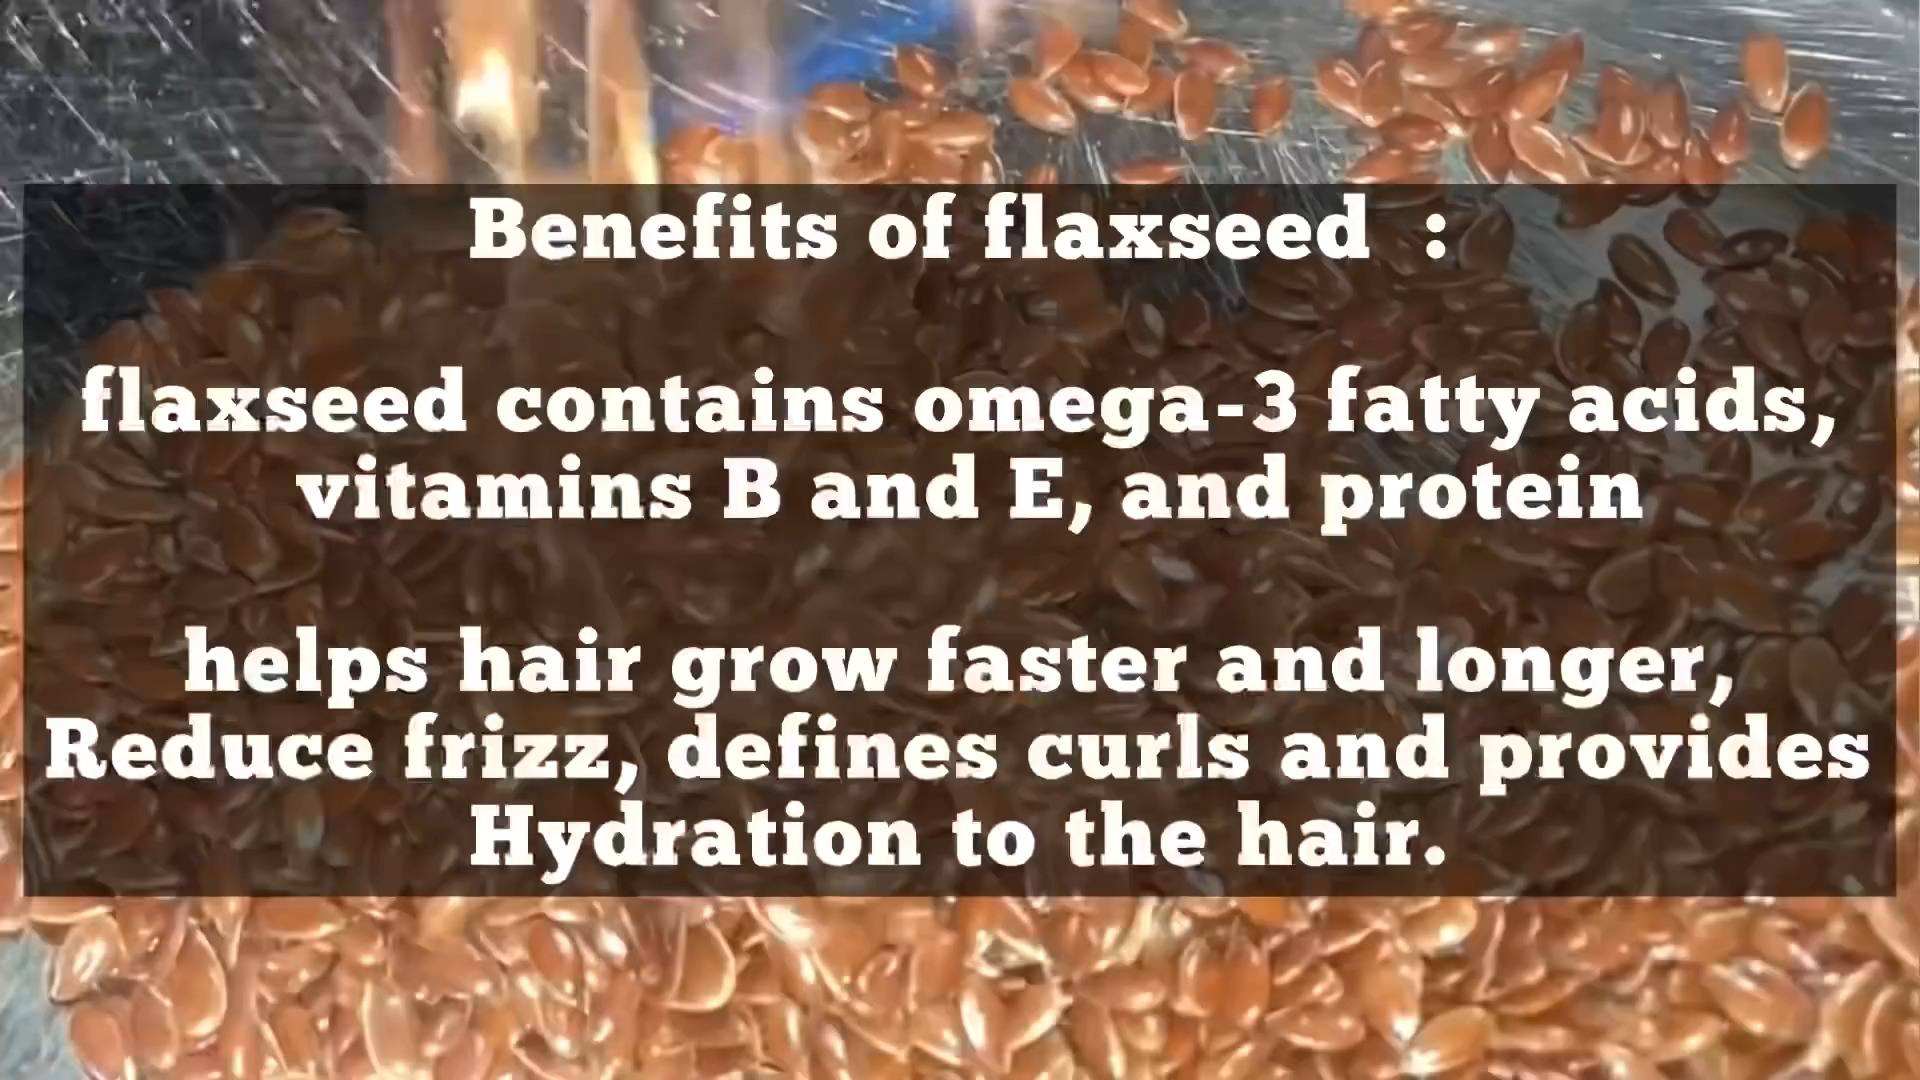 Benefits of flaxseed :
flaxseed contains omega-3 fatty acids,
vitamins B and E, and protein
helps hair grow faster and longer,
Reduce frizz, defines curls and provides
Hydration to the hair.